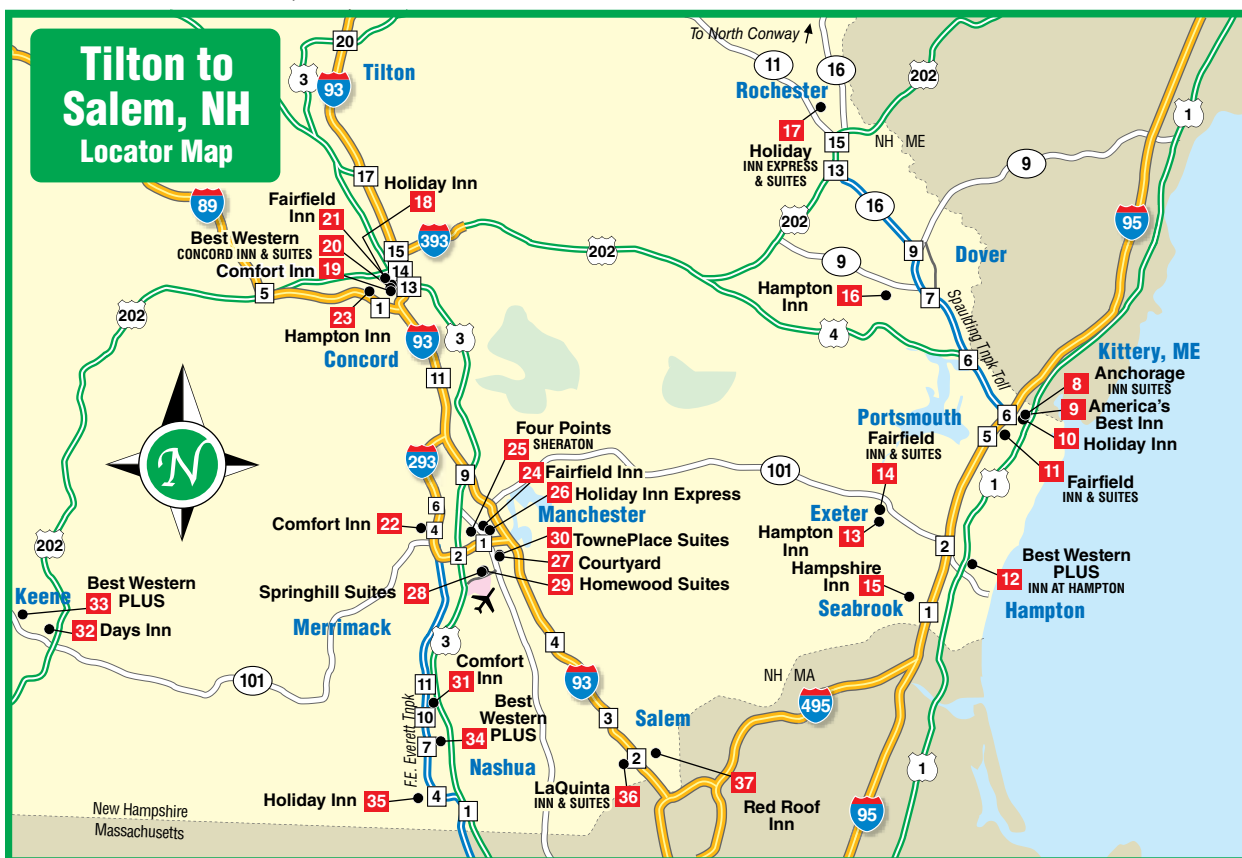 Tilton to
Salem, NH
Locator Map
20
3
93
Tilton
To North Conway
11
16
202
1
Rochester
17
Holiday
INN EXPRESS
& SUITES
15
NH ME
13
9
16
17
89
Holiday Inn
18
Fairfield
Inn
21
Best Western
CONCORD INN & SUITES
20
Comfort Inn
19
15
393
14
13
202
202
9
9
95
Dover
Hampton
Inn
16
7
Spaulding Tnpk Toll
5
23
1
Hampton Inn
Concord
93
3
202
4
6
11
Kittery, ME
8
Anchorage
INN SUITES
9
America's
Best Inn
10
Holiday Inn
6
5
11
Fairfield
INN & SUITES
1
Portsmouth
Fairfield
INN & SUITES
14
N
Four Points
SHERATON
25
24
Fairfield Inn
26
Holiday Inn Express
Manchester
293
9
6
101
Comfort Inn
22
4
2
1
30
TownePlace Suites
27
Courtyard
29
Homewood Suites
Springhill Suites
28
Exeter
Hampton
Inn
13
Hampshire
Inn
15
Seabrook
2
1
12
Best Western
PLUS
INN AT HAMPTON
Hampton
202
Keene
Best Western
PLUS
33
32
Days Inn
Merrimack
101
3
4
93
NH MA
495
11
Comfort
Inn
31
10
F.E. Everett Tnpk
Best
Western
PLUS
34
7
Nashua
3
Salem
2
LaQuinta
INN & SUITES
36
37
Red Roof
Inn
1
95
Holiday Inn
35
4
1
New Hampshire
Massachusetts